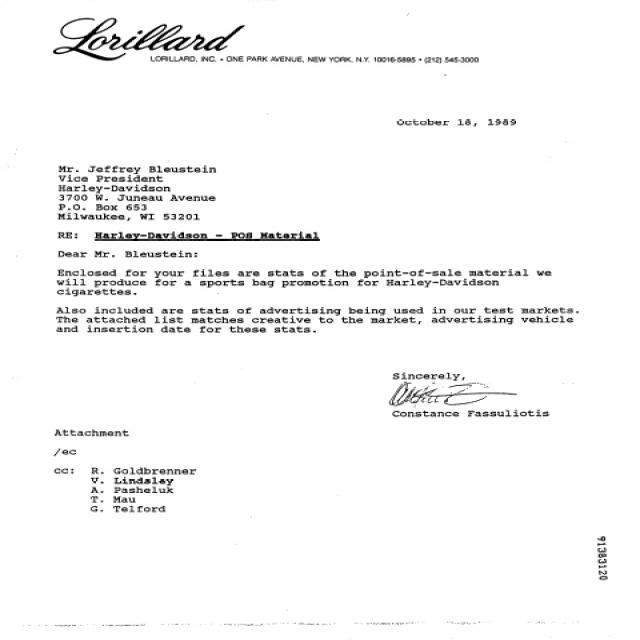 Lorillard
LORILLARD, INC. • ONE PARK AVENUE, NEW YORK, N.Y. 10016-5895 • (212) 545-3000
October 18, 1989
Mr. Jeffrey Bleustein
Vice President
Harley-Davidson
3700 W. Juneau Avenue
P.O. Box 653
Milwaukee, WI 53201
RE: Harley-Davidson - POS Material
Dear Mr. Bleustein:
Enclosed for your files are stats of the point-of-sale material we
will produce for a sports bag promotion for Harley-Davidson
cigarettes.
Also included are stats of advertising being used in our test markets.
The attached list matches creative to the market, advertising vehicle
and insertion date for these stats.
Sincerely,
Constance Fassuliotis
Attachment
/ec
cc: R. Goldbrenner
V. Lindsley
A. Pasheluk
T. Mau
G. Telford
91383120